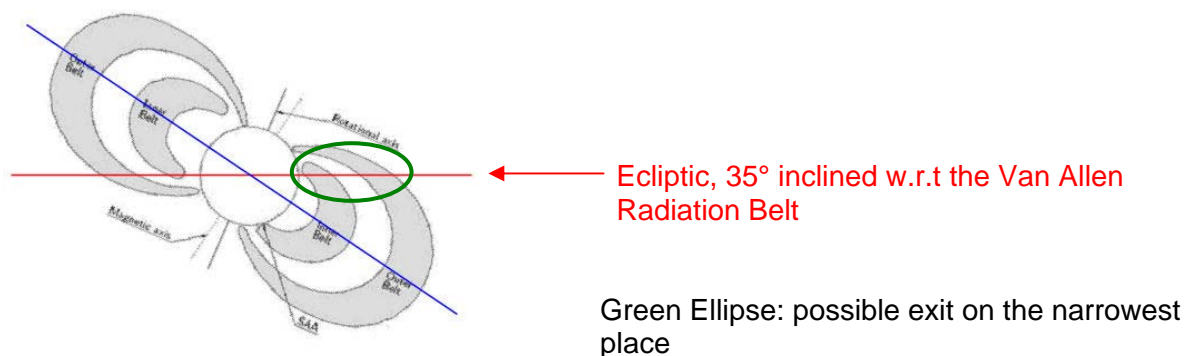 Outer
Belt
Inner
Belt
Rotational axis
Ecliptic, 35° inclined w.r.t the Van Allen
Radiation Belt
Magnetic axis
Inner
Belt
Outer
Belt
SAA
Green Ellipse: possible exit on the narrowest
place